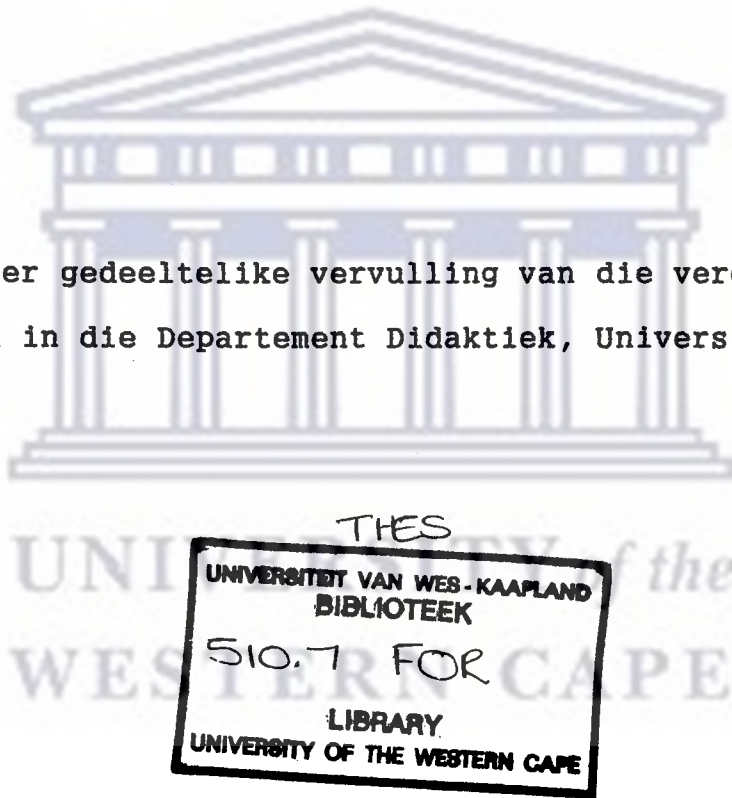 er gedeeltelike vervulling van die ver
in die Departement Didaktiek, Univers
THES
UNIVERSITEIT VAN WES-KAAPLAND
BIBLIOTEEK
510.7 FOR
LIBRARY
UNIVERSITY OF THE WESTERN CAPE
UNIVERSITY of the
WESTERN CAPE